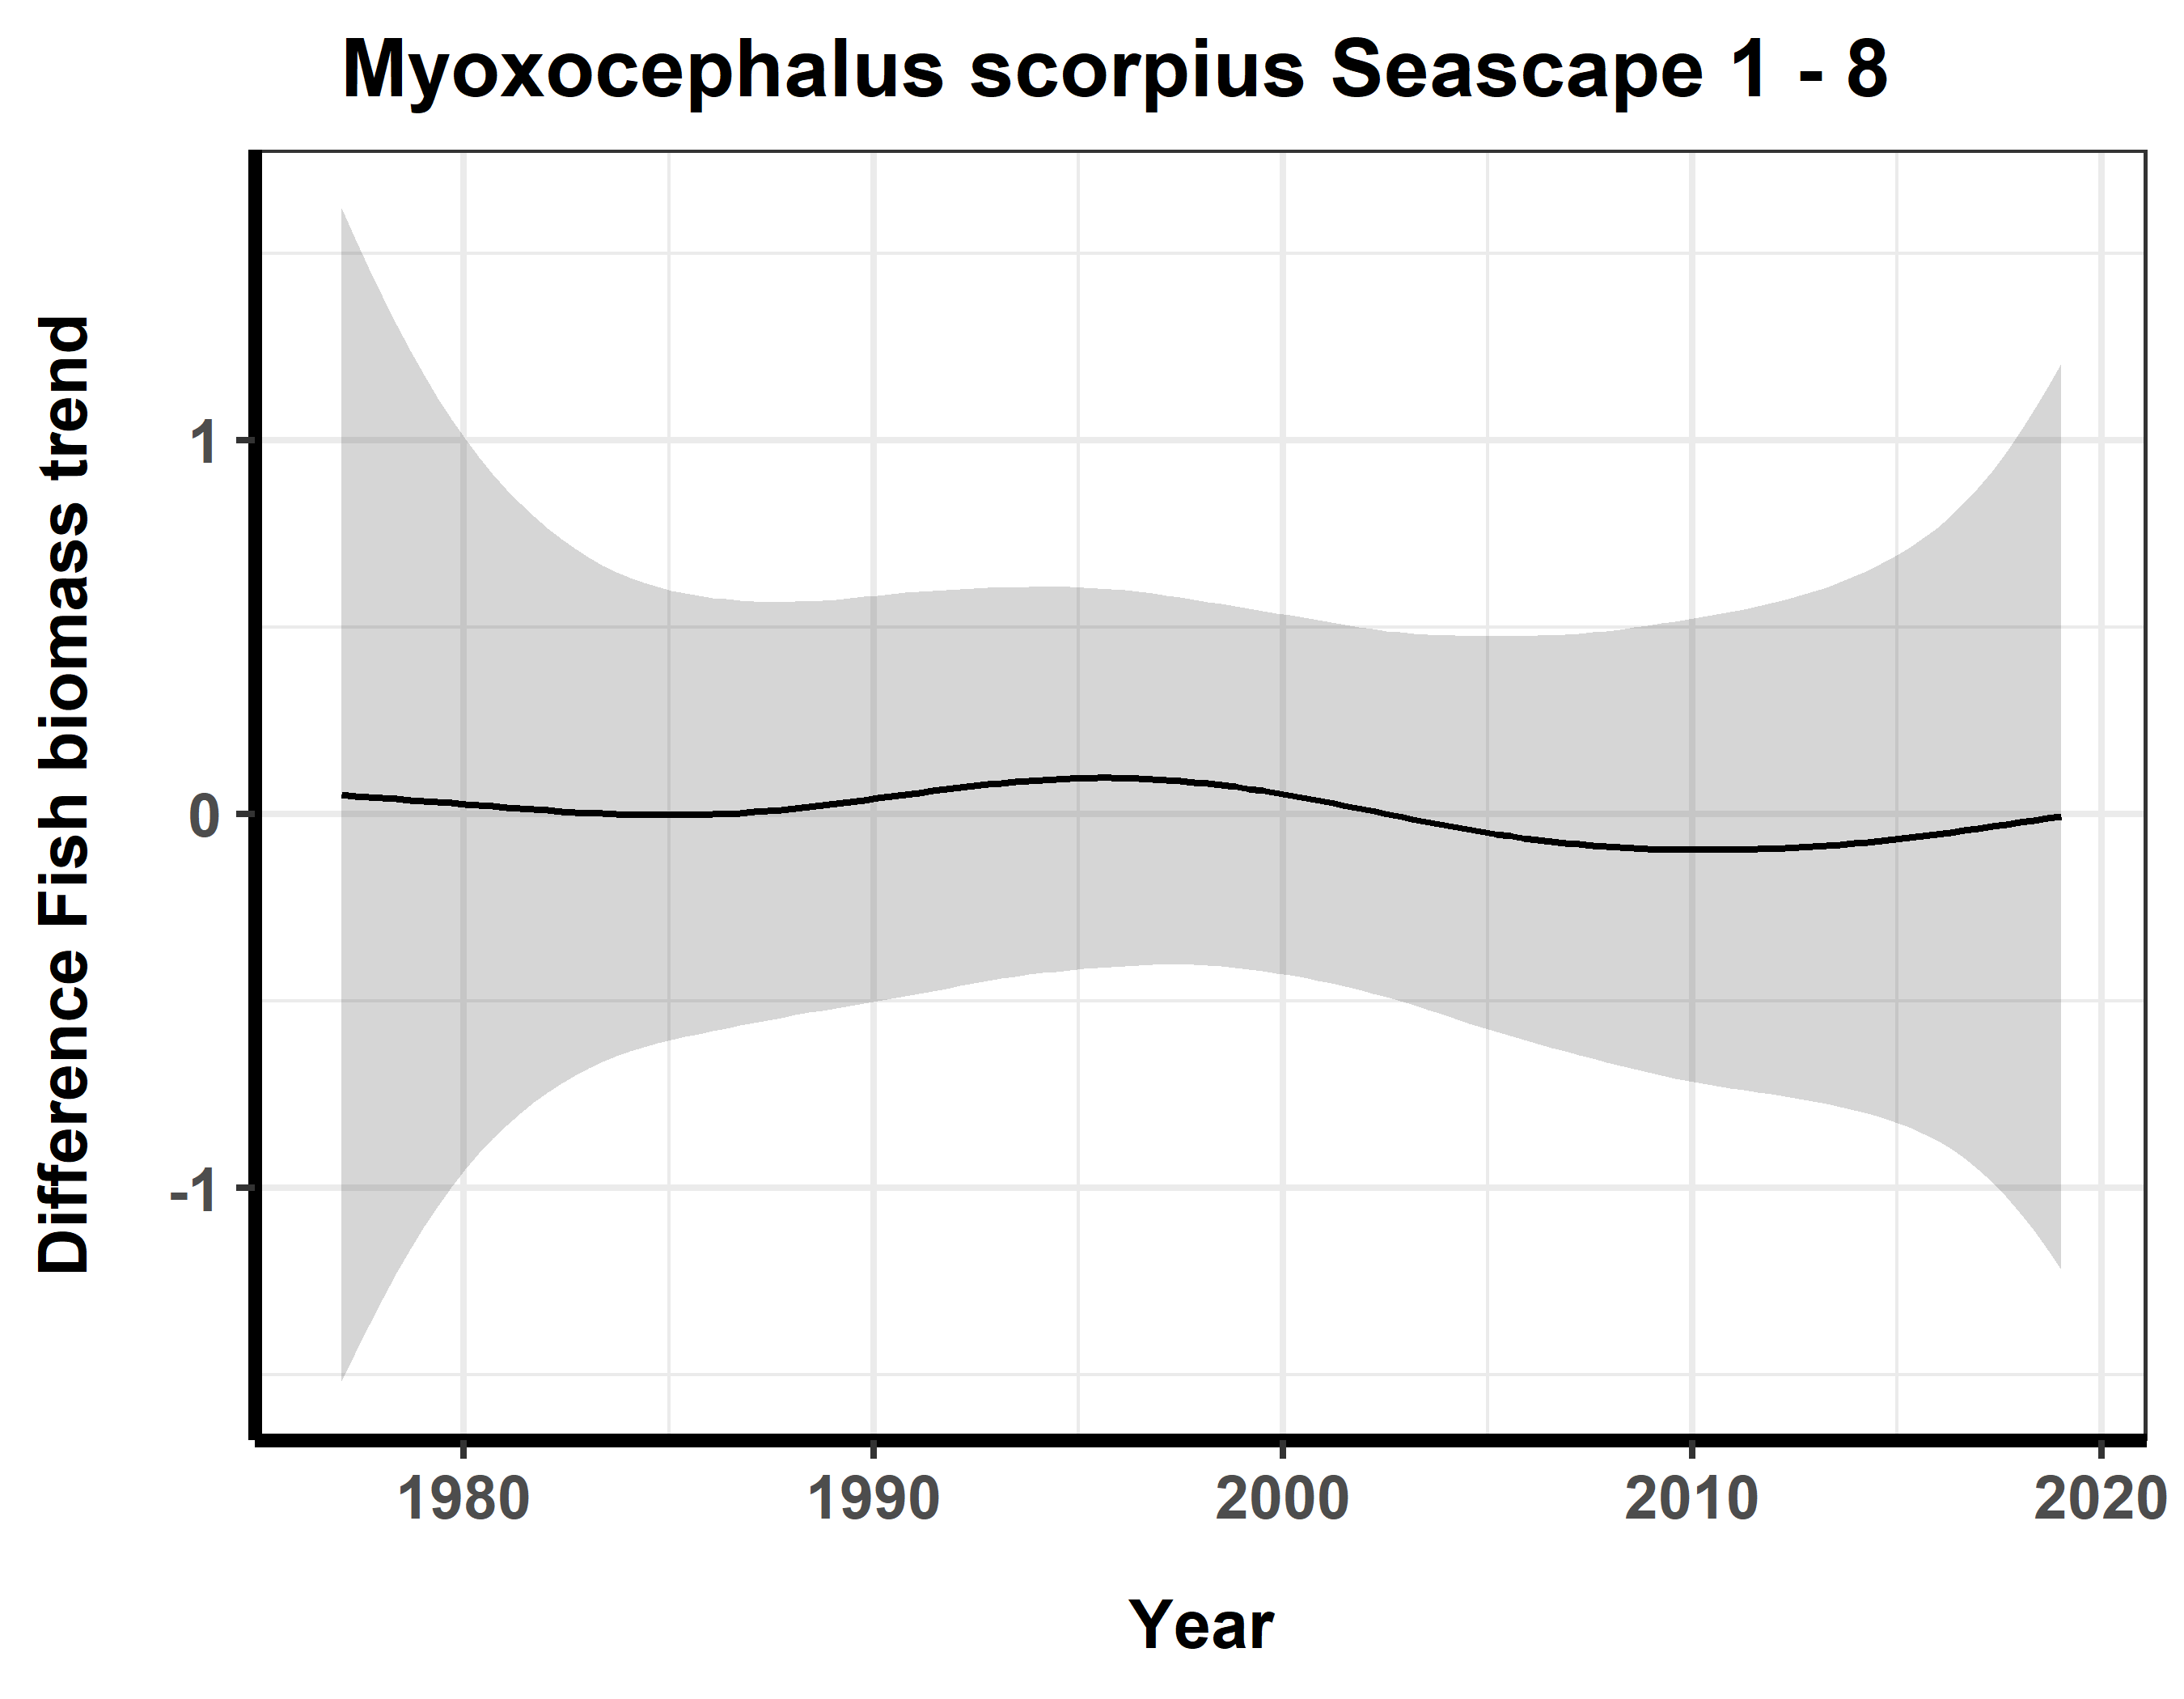 Myoxocephalus scorpius Seascape 1 - 8
Difference Fish biomass trend
1
0
-1
1980
1990
2000
2010
2020
Year